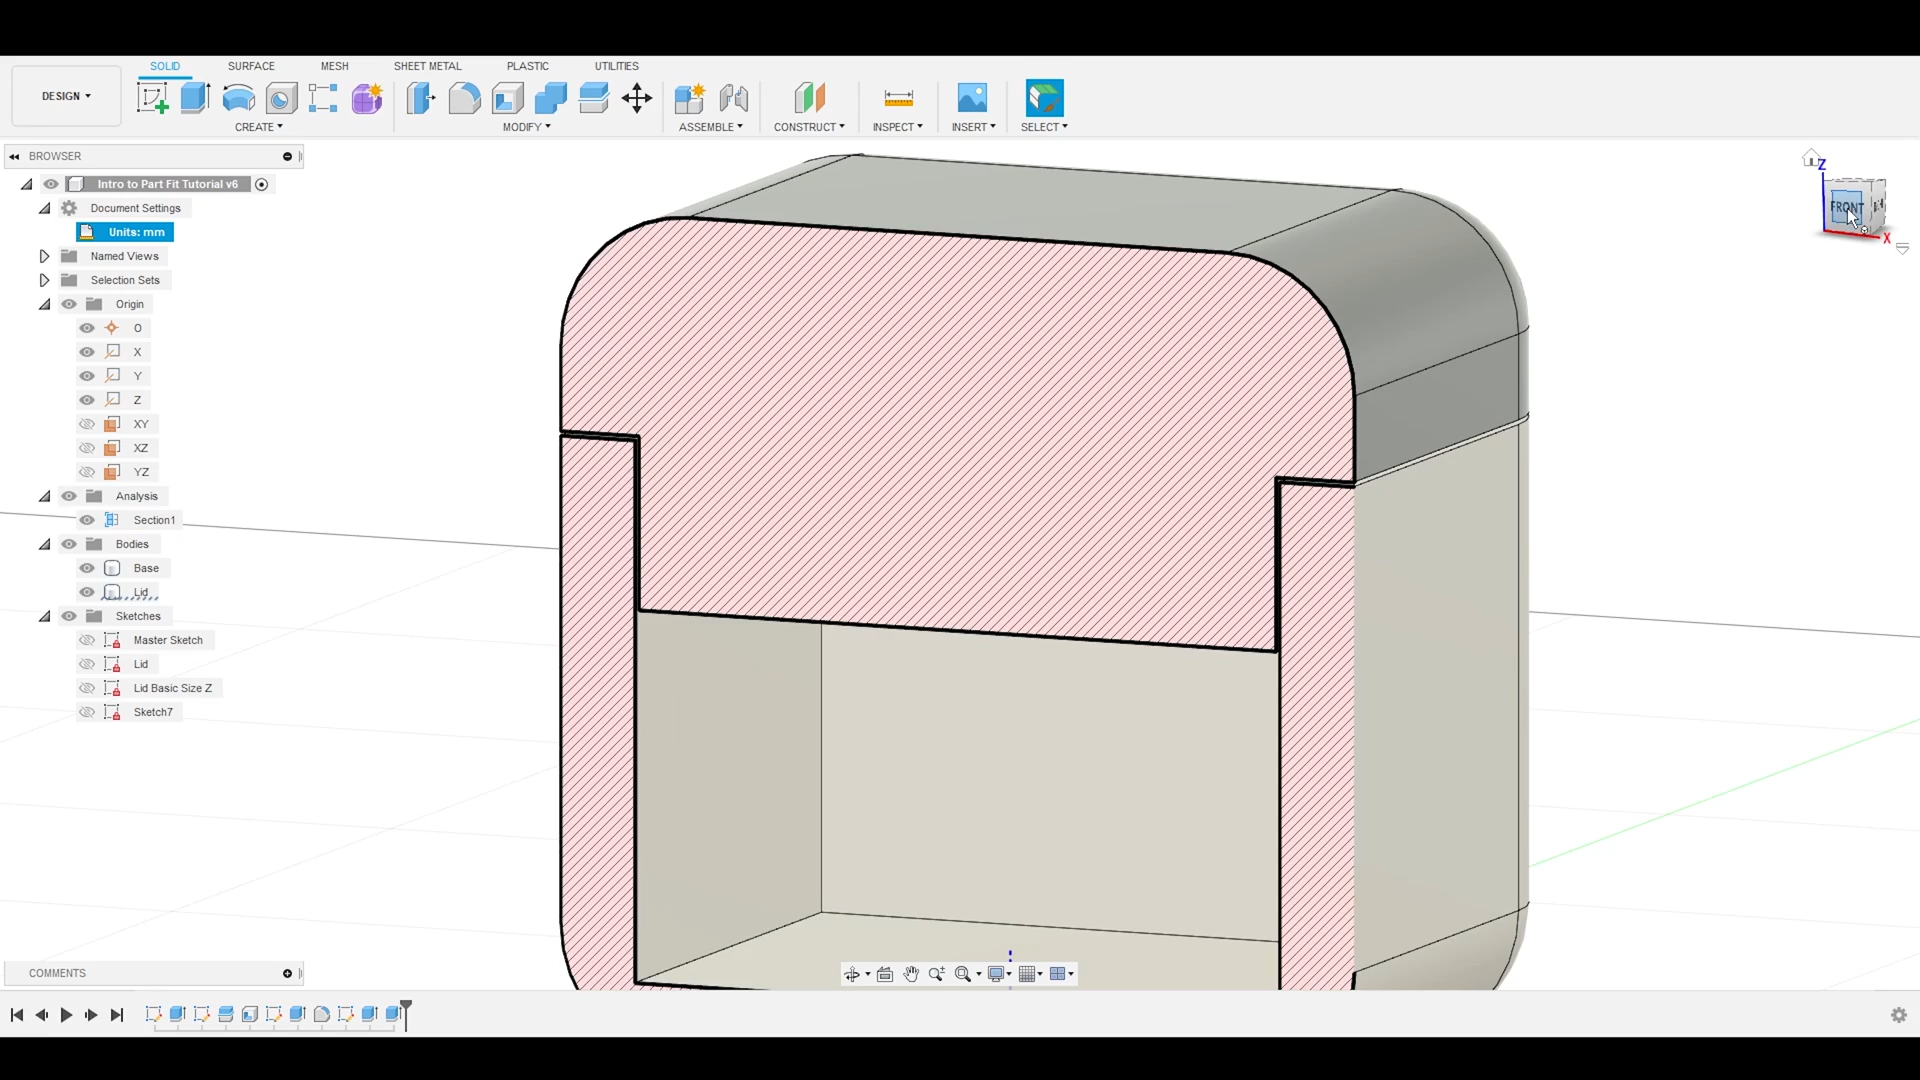 SOLID SURFACE MESH SHEET METAL PLASTIC UTILITIES
DESIGN
CREATE MODIFY ASSEMBLE CONSTRUCT INSPECT INSERT SELECT
BROWSER
Intro to Part Fit Tutorial v6
Document Settings
Units: mm
Named Views
Selection Sets
Origin
O
X
Y
Z
XY
XZ
YZ
Analysis
Section1
Bodies
Base
Lid
Sketches
Master Sketch
Lid
Lid Basic Size Z
Sketch7
Z
FRONT
X
COMMENTS